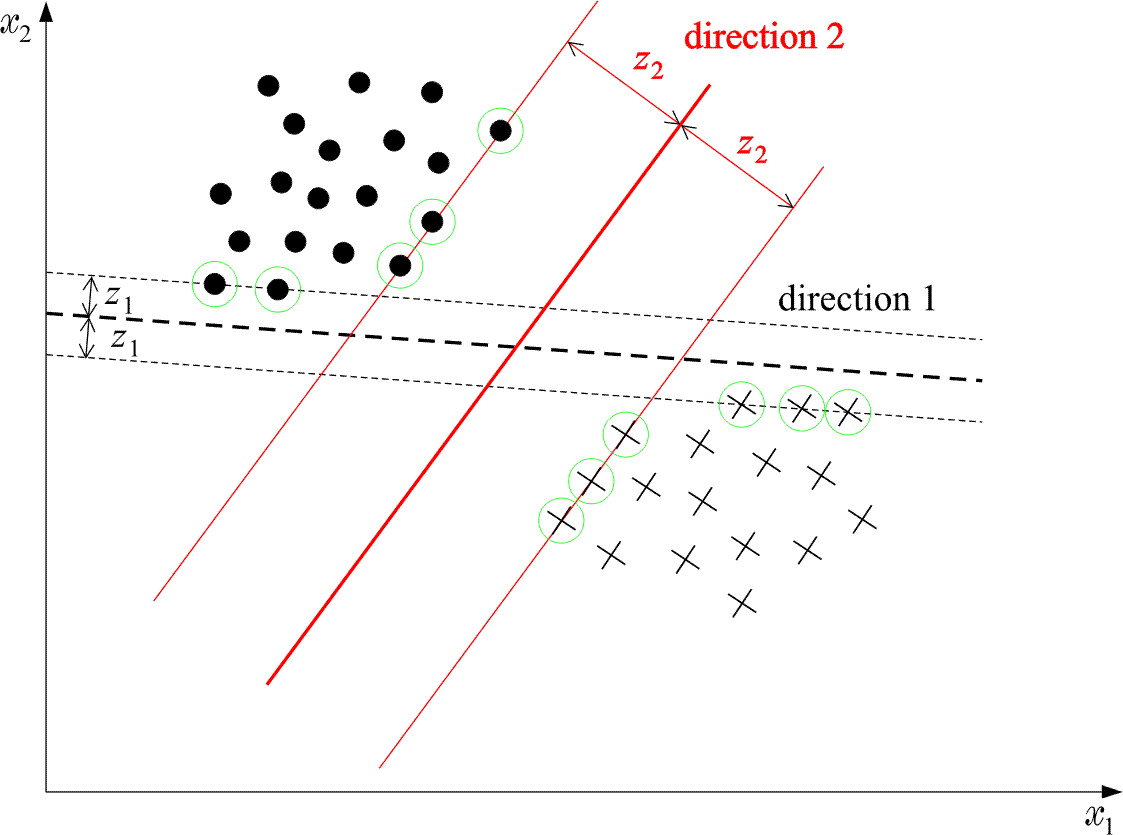 x2
direction 2
z2
z2
z1
direction 1
z1
x1